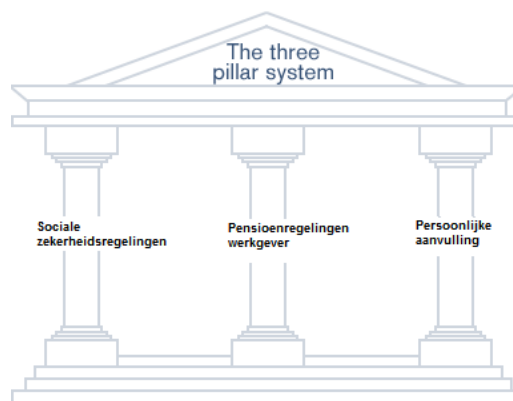 The three
pillar system
Sociale
zekerheidsregelingen
Pensioenregelingen
werkgever
Persoonlijke
aanvulling